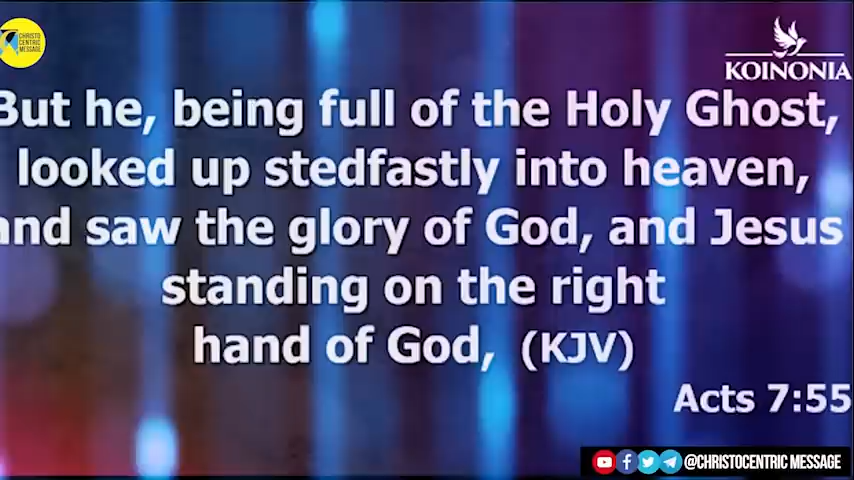 CHRISTO
CENTRIC
MESSAGE
KOINONIA
But he, being full of the Holy Ghost,
looked up stedfastly into heaven,
and saw the glory of God, and Jesus
standing on the right
hand of God, (KJV)
Acts 7:55
@CHRISTOCENTRIC MESSAGE